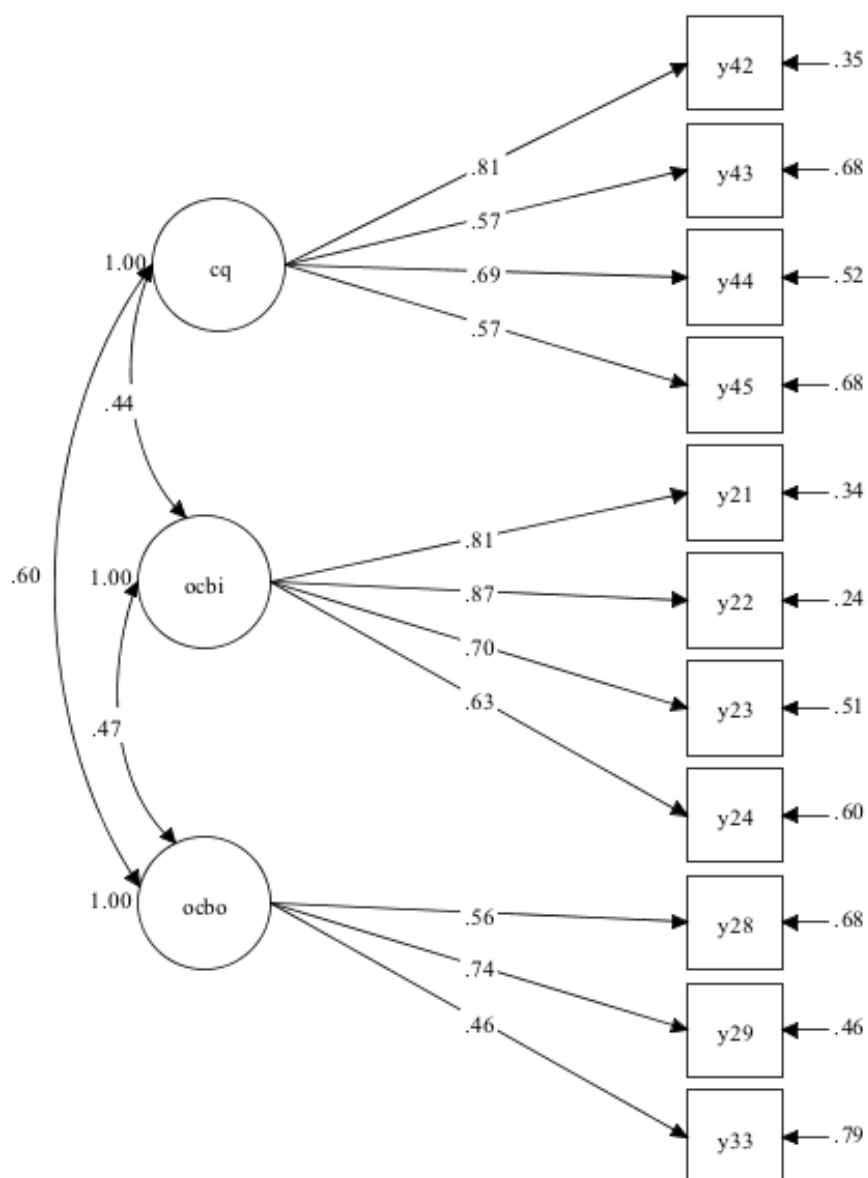 y42
.35
.81
y43
.68
.57
1.00
cq
.69
y44
.52
.57
y45
.68
.44
y21
.34
.81
.60
1.00
ocbi
.87
y22
.24
.70
y23
.51
.63
.47
y24
.60
1.00
ocbo
.56
y28
.68
.74
y29
.46
.46
y33
.79